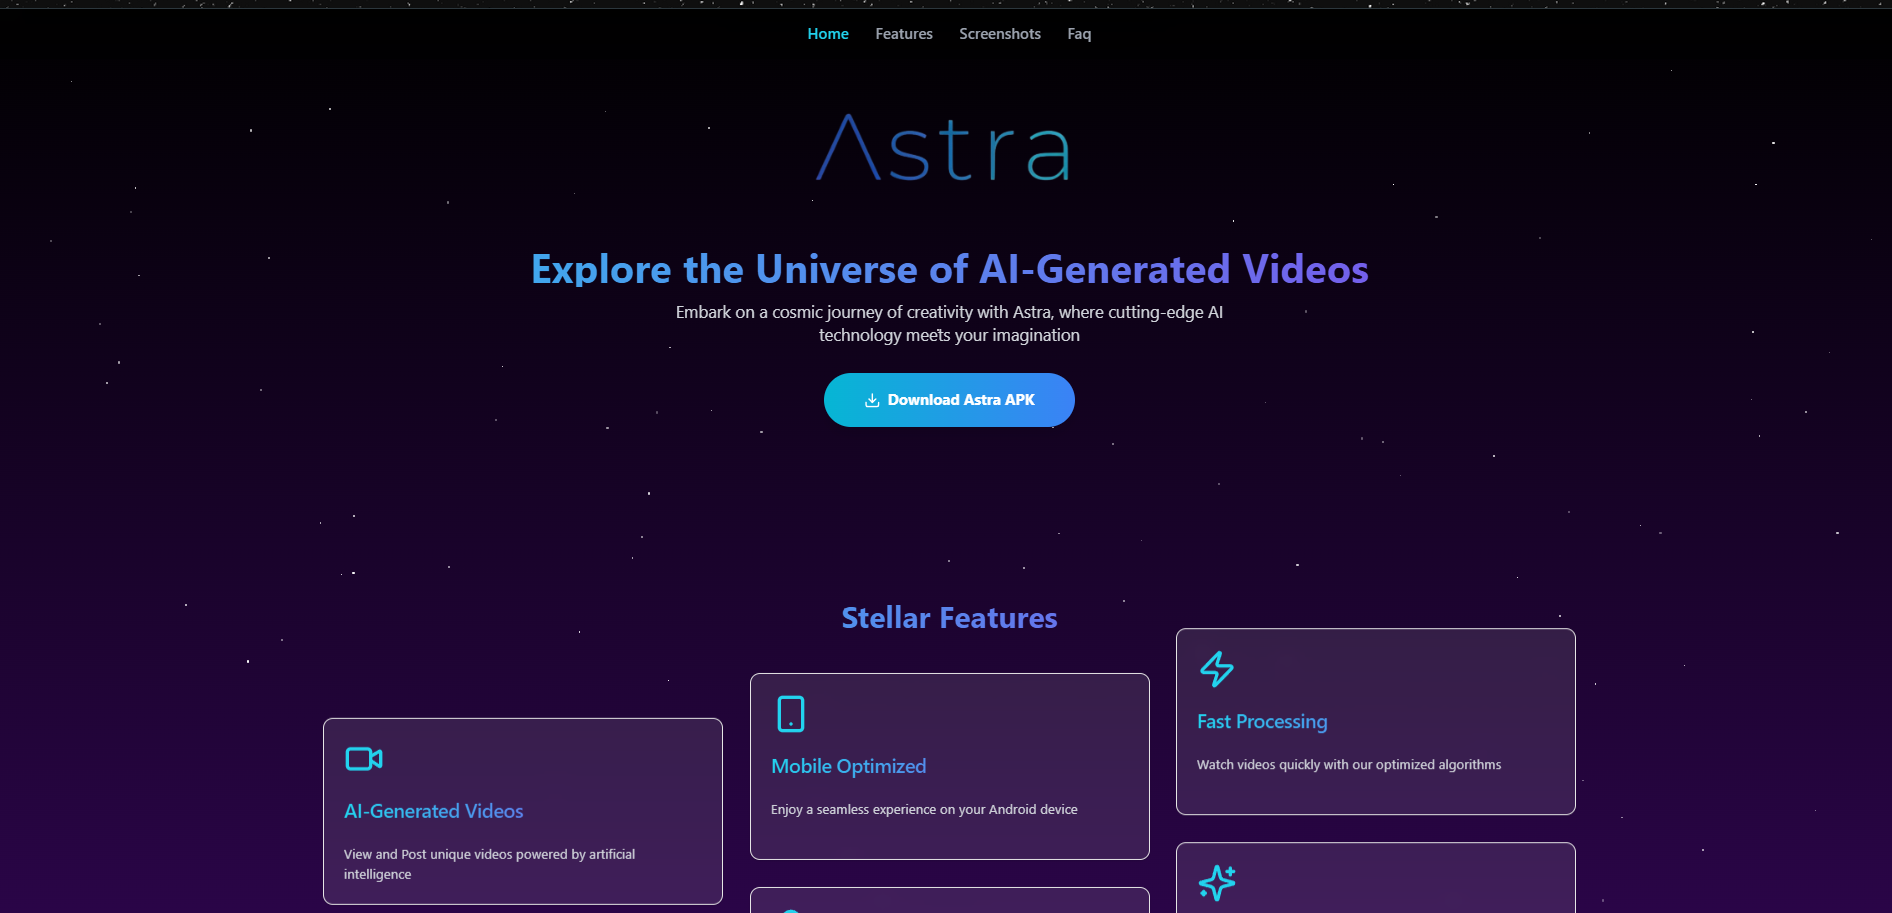 Home Features Screenshots Faq
Astra
Explore the Universe of AI-Generated Videos
Embark on a cosmic journey of creativity with Astra, where cutting-edge AI
technology meets your imagination
Download Astra APK
Stellar Features
AI-Generated Videos
View and Post unique videos powered by artificial
intelligence
Mobile Optimized
Enjoy a seamless experience on your Android device
Fast Processing
Watch videos quickly with our optimized algorithms